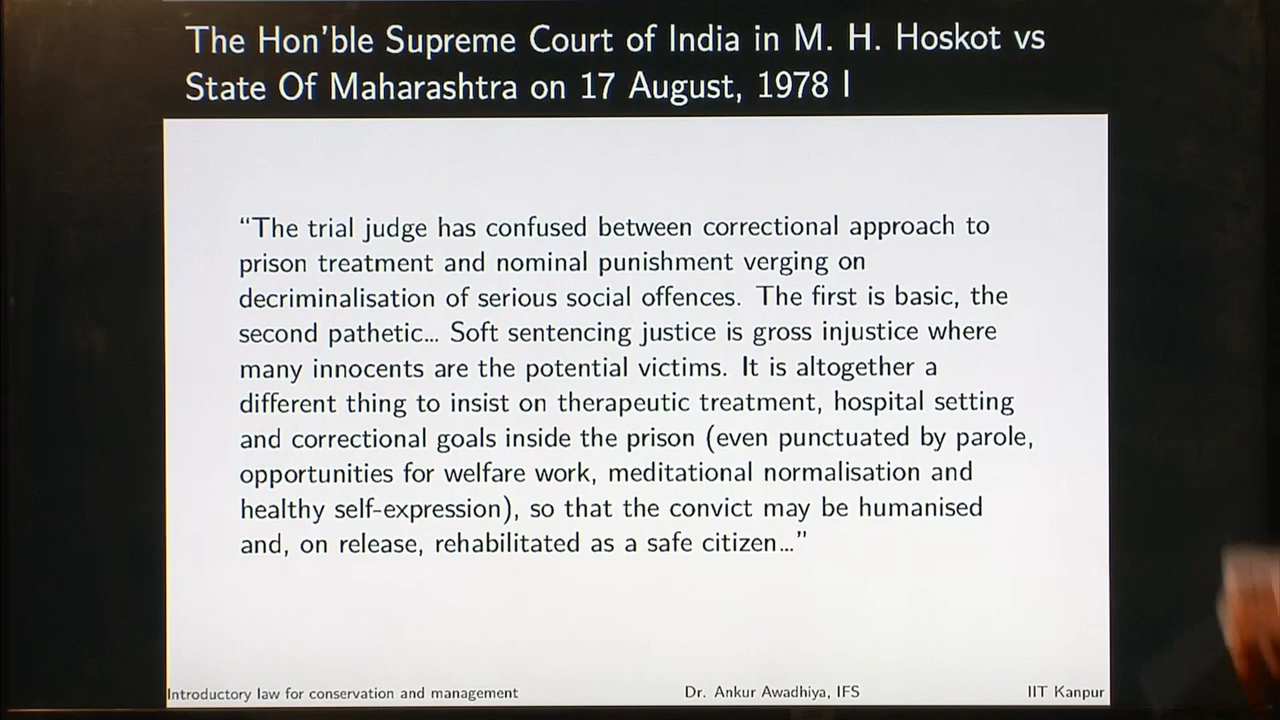 The Hon'ble Supreme Court of India in M. H. Hoskot vs
State Of Maharashtra on 17 August, 1978 I
“The trial judge has confused between correctional approach to
prison treatment and nominal punishment verging on
decriminalisation of serious social offences. The first is basic, the
second pathetic... Soft sentencing justice is gross injustice where
many innocents are the potential victims. It is altogether a
different thing to insist on therapeutic treatment, hospital setting
and correctional goals inside the prison (even punctuated by parole,
opportunities for welfare work, meditational normalisation and
healthy self-expression), so that the convict may be humanised
and, on release, rehabilitated as a safe citizen...”
Introductory law for conservation and management Dr. Ankur Awadhiya, IFS IIT Kanpur